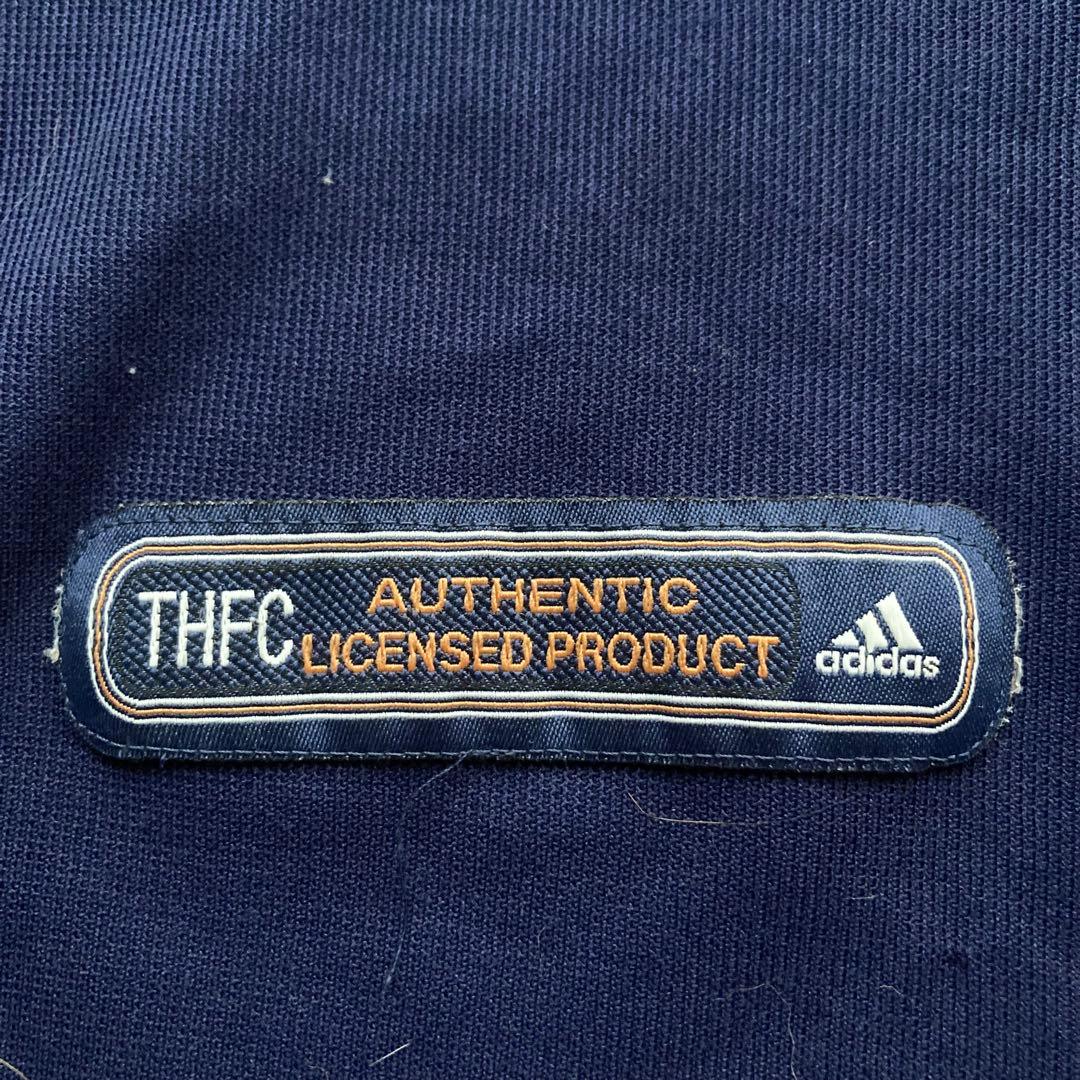 THFC
AUTHENTIC
LICENSED PRODUCT
adidas